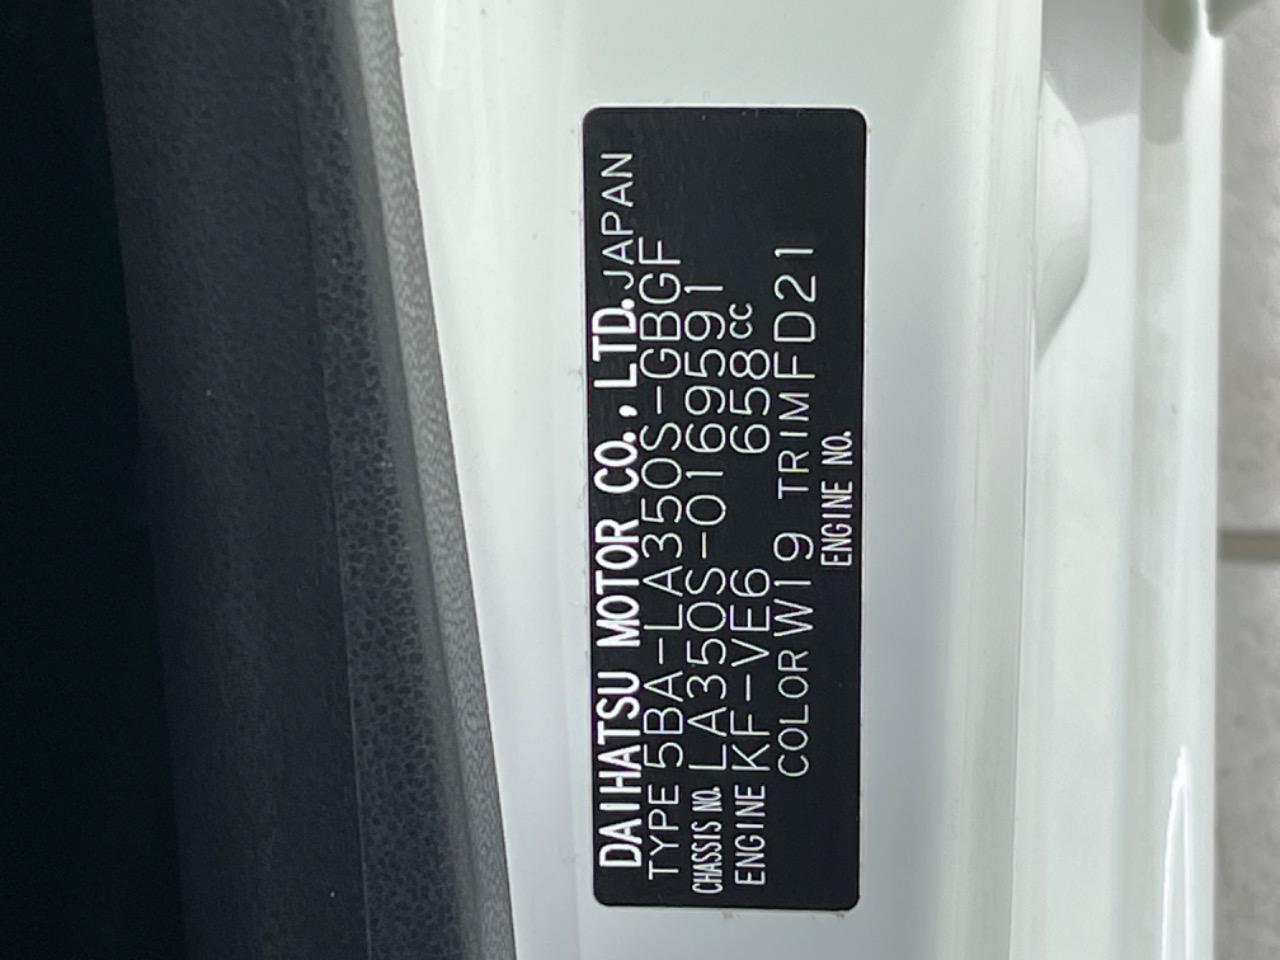 DAIHATSU MOTOR CO., LTD. JAPAN
TYPE 5BA-LA350S-GBGF
CHASSIS NO. LA350S-0169591
ENGINE KF-VE6 658cc
COLOR W19 TRIM FD21
ENGINE NO.